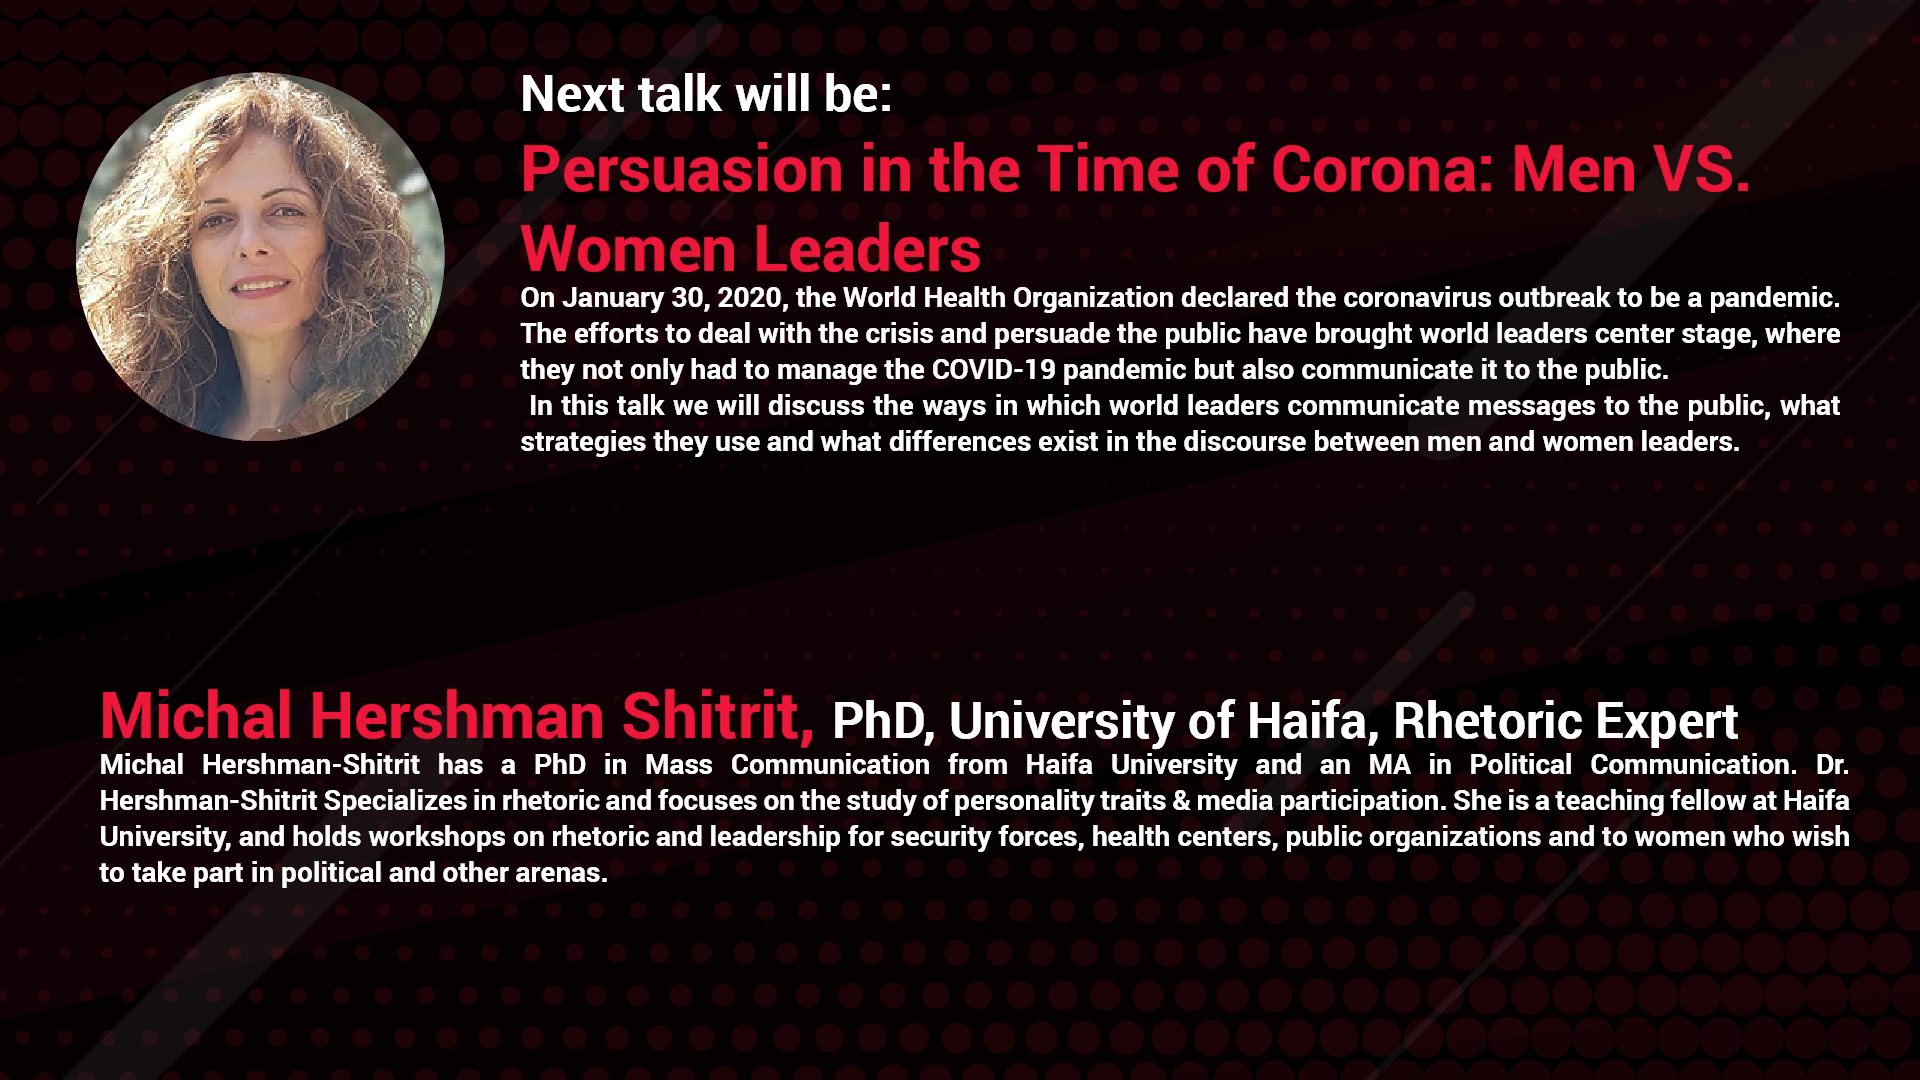 Next talk will be:
Persuasion in the Time of Corona: Men VS.
Women Leaders
On January 30, 2020, the World Health Organization declared the coronavirus outbreak to be a pandemic.
The efforts to deal with the crisis and persuade the public have brought world leaders center stage, where
they not only had to manage the COVID-19 pandemic but also communicate it to the public.
In this talk we will discuss the ways in which world leaders communicate messages to the public, what
strategies they use and what differences exist in the discourse between men and women leaders.
Michal Hershman Shitrit, PhD, University of Haifa, Rhetoric Expert
Michal Hershman-Shitrit has a PhD in Mass Communication from Haifa University and an MA in Political Communication. Dr.
Hershman-Shitrit Specializes in rhetoric and focuses on the study of personality traits & media participation. She is a teaching fellow at Haifa
University, and holds workshops on rhetoric and leadership for security forces, health centers, public organizations and to women who wish
to take part in political and other arenas.